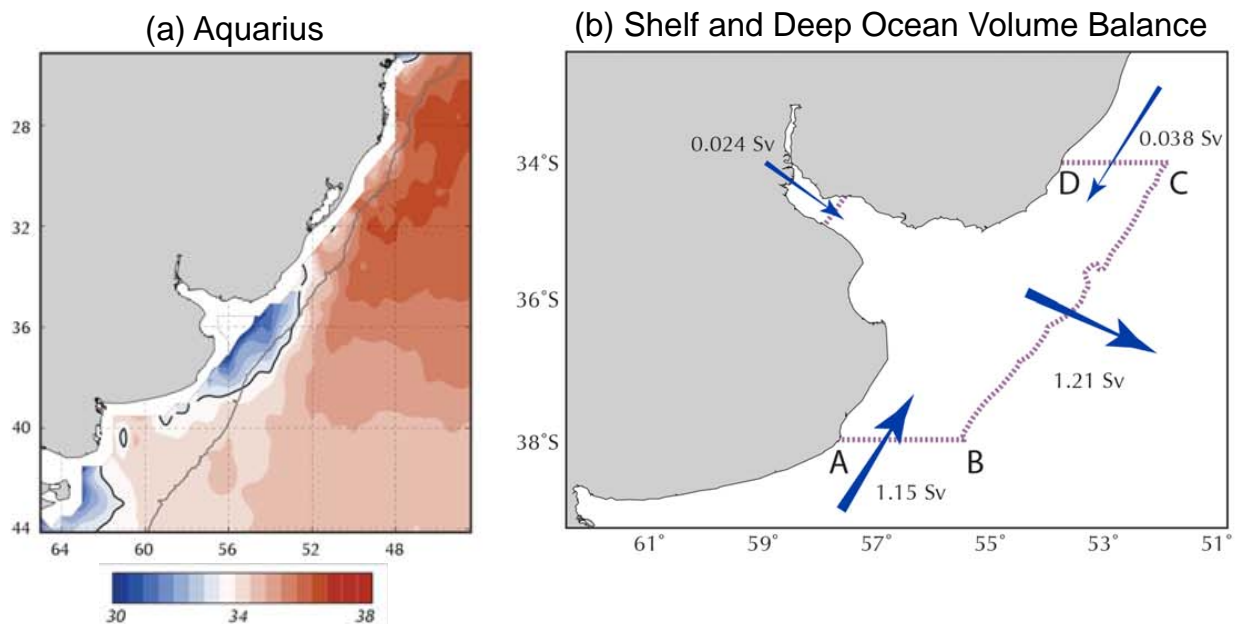 (a) Aquarius
(b) Shelf and Deep Ocean Volume Balance
28
32
36
40
44
64 60 56 52 48
30 34 38
0.024 Sv
0.038 Sv
34°S
D C
36°S
1.21 Sv
38°S
A B
1.15 Sv
61° 59° 57° 55° 53° 51°